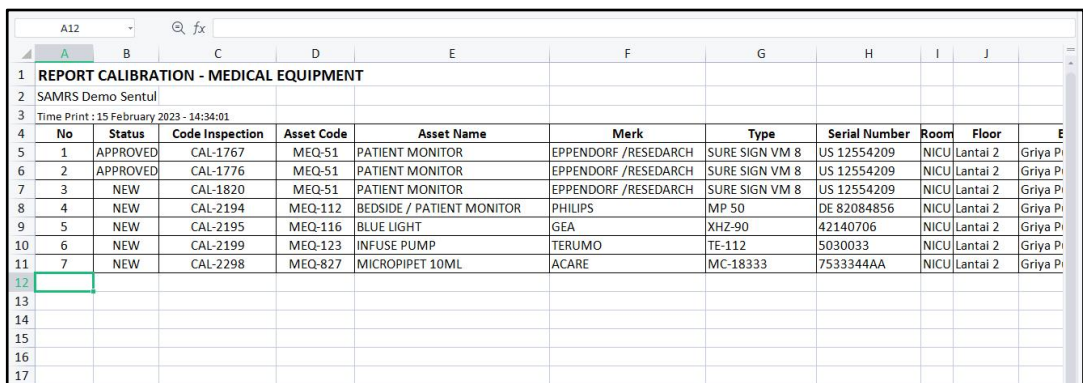 A12 fx
A B C D E F G H I J
1 REPORT CALIBRATION - MEDICAL EQUIPMENT
2 SAMRS Demo Sentul
3 Time Print : 15 February 2023 - 14:34:01
4 No Status Code Inspection Asset Code Asset Name Merk Type Serial Number Room Floor
5 1 APPROVED CAL-1767 MEQ-51 PATIENT MONITOR EPPENDORF /RESEDARCH SURE SIGN VM 8 US 12554209 NICU Lantai 2 Griya
6 2 APPROVED CAL-1776 MEQ-51 PATIENT MONITOR EPPENDORF /RESEDARCH SURE SIGN VM 8 US 12554209 NICU Lantai 2 Griya
7 3 NEW CAL-1820 MEQ-51 PATIENT MONITOR EPPENDORF /RESEDARCH SURE SIGN VM 8 US 12554209 NICU Lantai 2 Griya
8 4 NEW CAL-2194 MEQ-112 BEDSIDE / PATIENT MONITOR PHILIPS MP 50 DE 82084856 NICU Lantai 2 Griya
9 5 NEW CAL-2195 MEQ-116 BLUE LIGHT GEA XHZ-90 42140706 NICU Lantai 2 Griya
10 6 NEW CAL-2199 MEQ-123 INFUSE PUMP TERUMO TE-112 5030033 NICU Lantai 2 Griya
11 7 NEW CAL-2298 MEQ-827 MICROPIPET 10ML ACARE MC-18333 7533344AA NICU Lantai 2 Griya
12
13
14
15
16
17